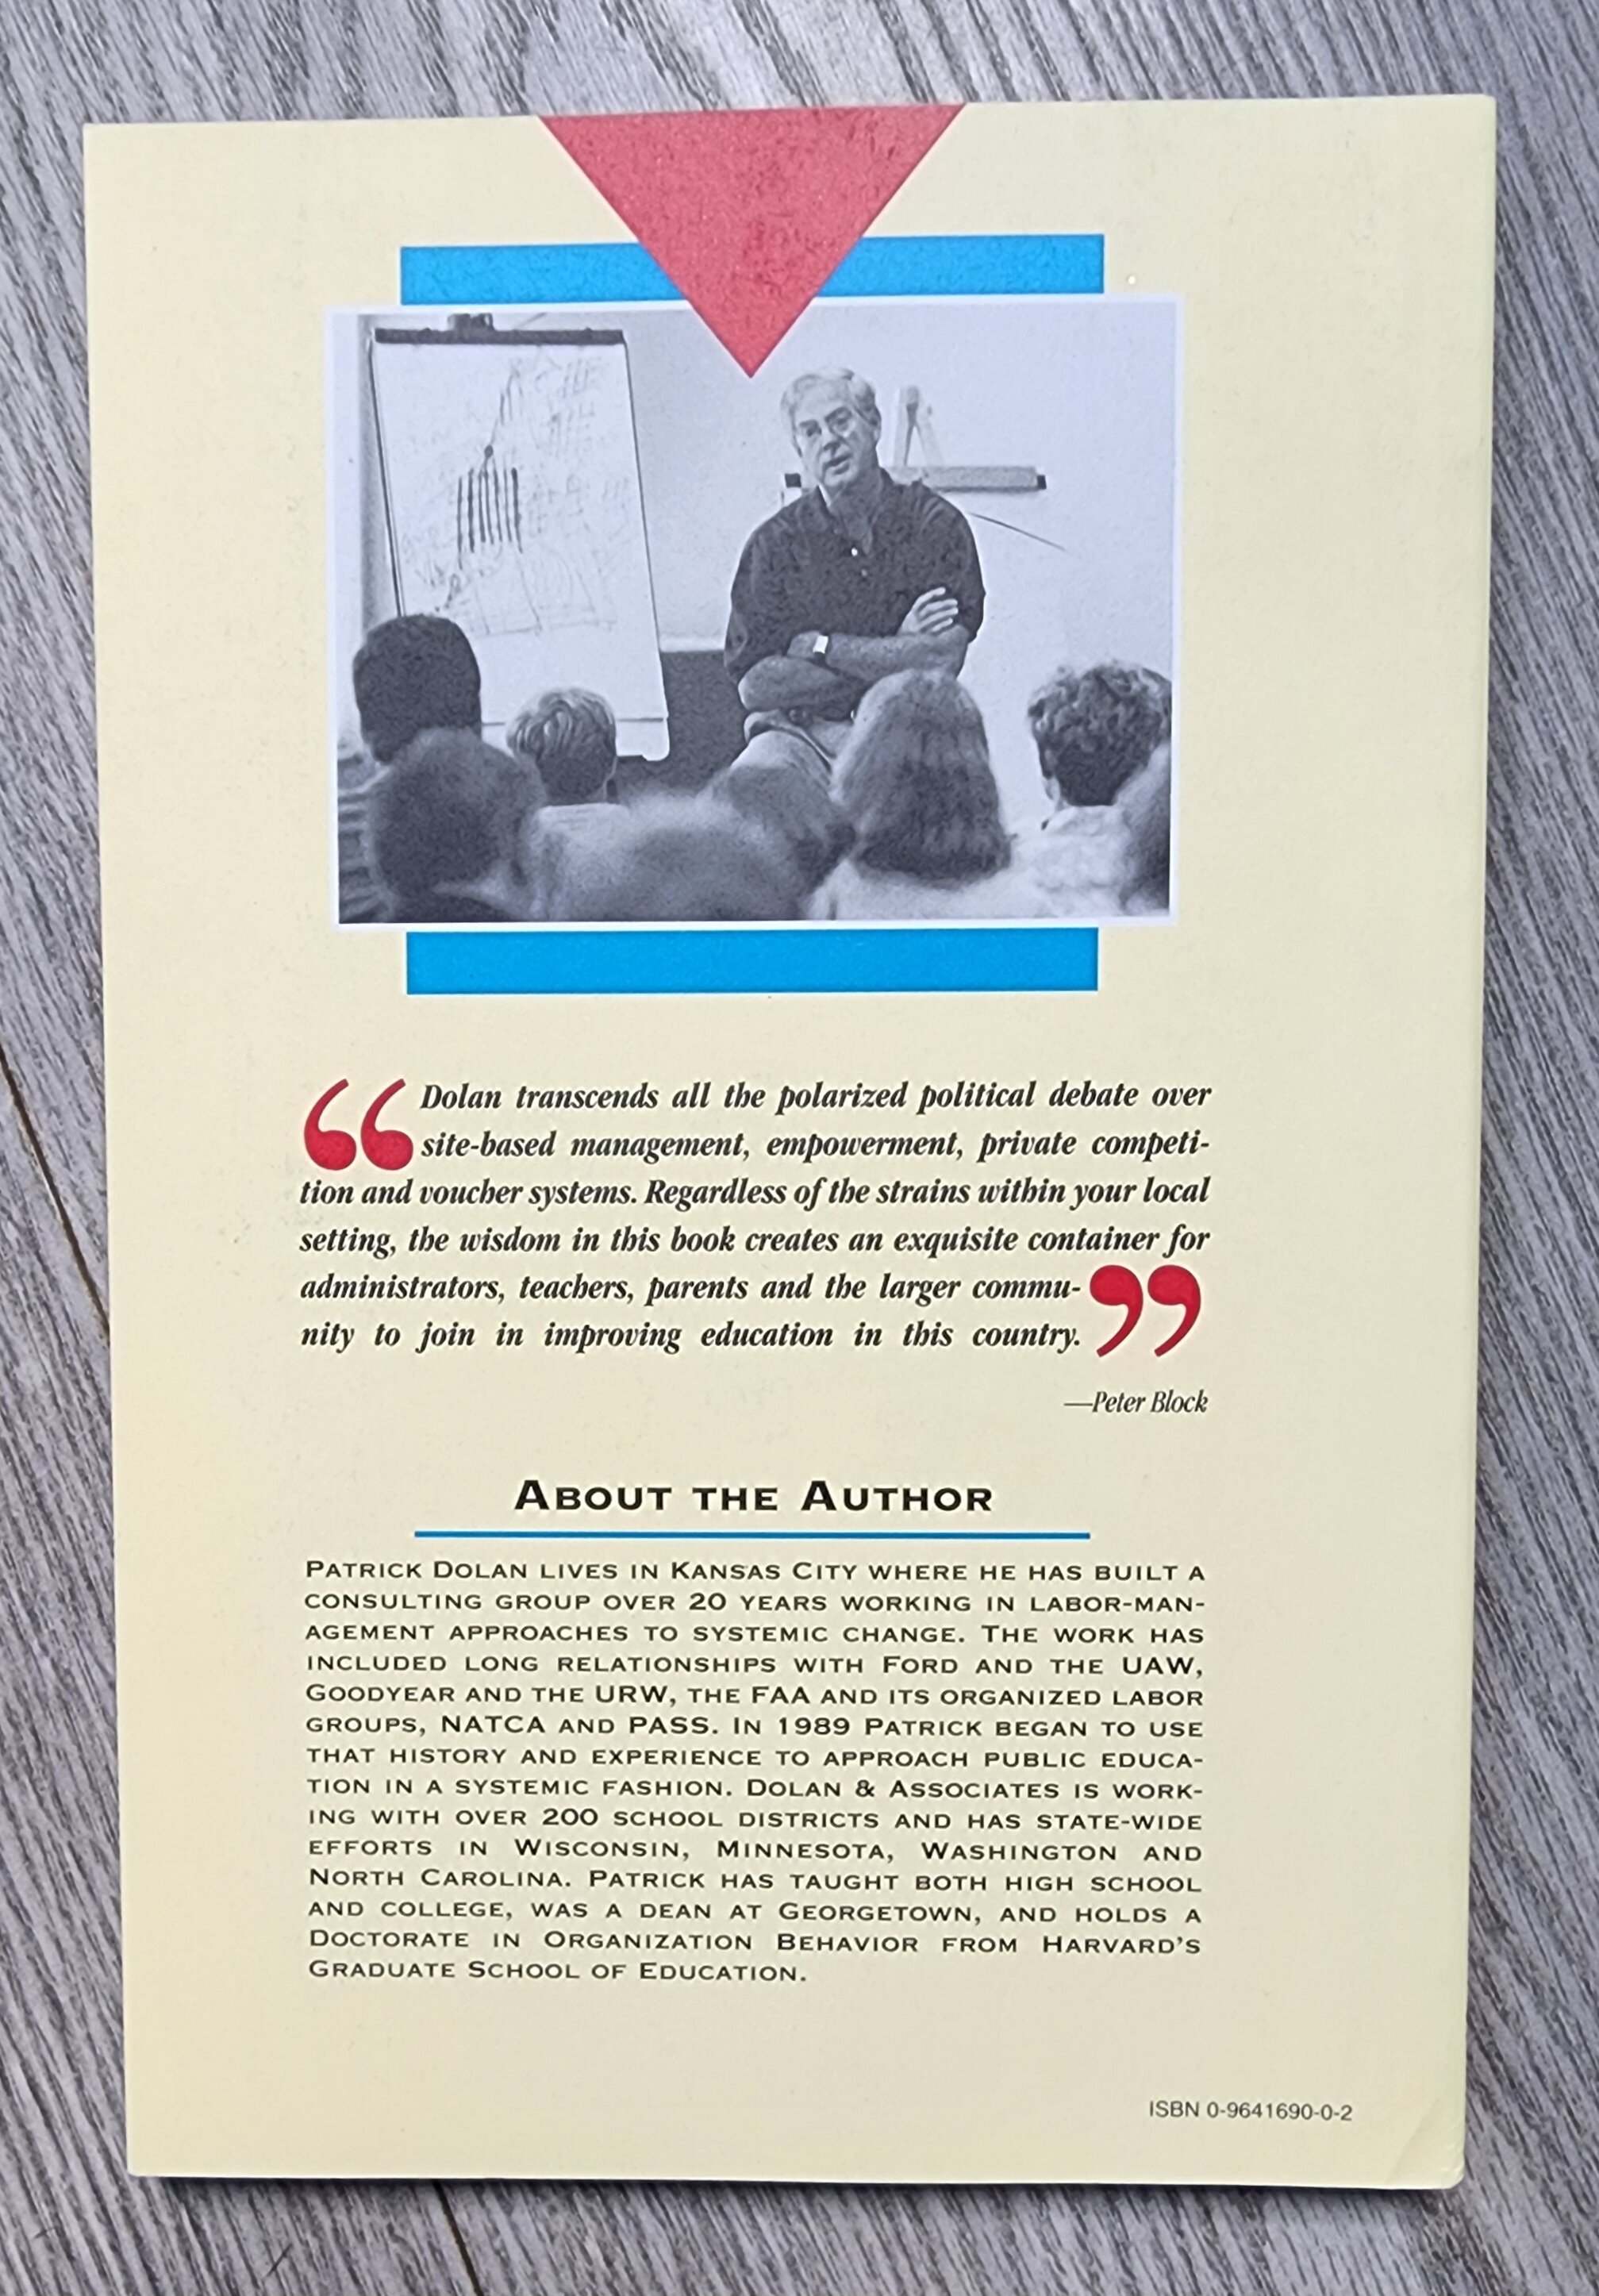 “Dolan transcends all the polarized political debate over
site-based management, empowerment, private competi-
tion and voucher systems. Regardless of the strains within your local
setting, the wisdom in this book creates an exquisite container for
administrators, teachers, parents and the larger commu-
nity to join in improving education in this country.”
—Peter Block
About the Author
Patrick Dolan lives in Kansas City where he has built a
consulting group over 20 years working in labor-man-
agement approaches to systemic change. The work has
included long relationships with Ford and the UAW,
Goodyear and the URW, the FAA and its organized labor
groups, NATCA and PASS. In 1989 Patrick began to use
that history and experience to approach public educa-
tion in a systemic fashion. Dolan & Associates is work-
ing with over 200 school districts and has state-wide
efforts in Wisconsin, Minnesota, Washington and
North Carolina. Patrick has taught both high school
and college, was a dean at Georgetown, and holds a
Doctorate in Organization Behavior from Harvard's
Graduate School of Education.
ISBN 0-9641690-0-2